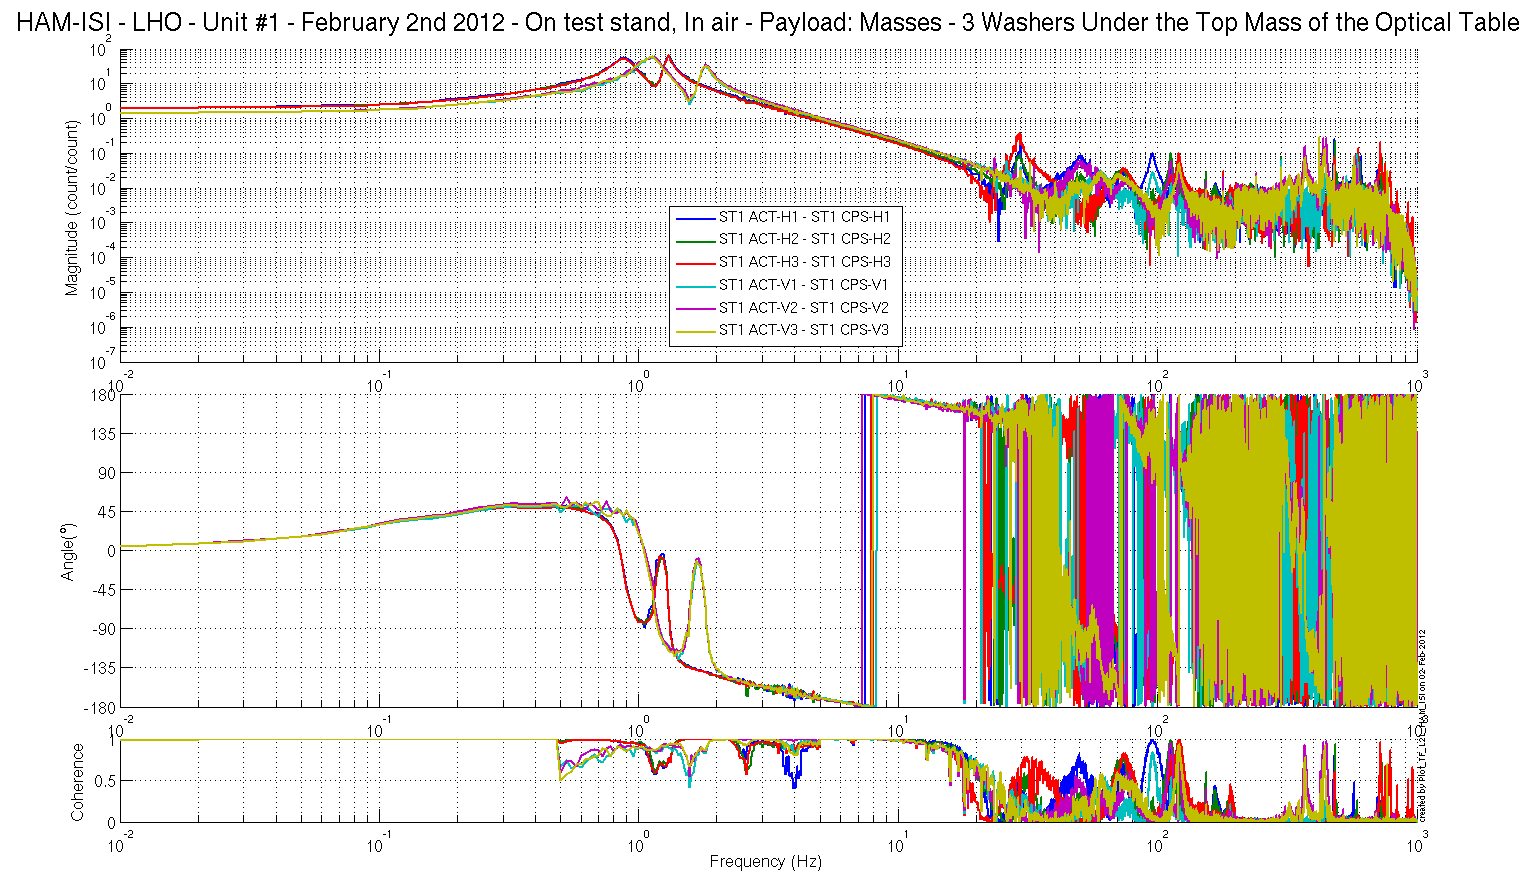 HAM-ISI - LHO - Unit #1 - February 2nd 2012 - On test stand, In air - Payload: Masses - 3 Washers Under the Top Mass of the Optical Table
10^2
10^1
10^0
10^-1
10^-2
10^-3
10^-4
10^-5
10^-6
10^-7
Magnitude (count/count)
ST1 ACT-H1 - ST1 CPS-H1
ST1 ACT-H2 - ST1 CPS-H2
ST1 ACT-H3 - ST1 CPS-H3
ST1 ACT-V1 - ST1 CPS-V1
ST1 ACT-V2 - ST1 CPS-V2
ST1 ACT-V3 - ST1 CPS-V3
10^-2 10^-1 10^0 10^1 10^2 10^3
180
135
90
45
0
-45
-90
-135
-180
Angle(°)
10^-2 10^-1 10^0 10^1 10^2
1
0.5
0
Coherence
10^-2 10^-1 10^0 10^1 10^2 10^3
Frequency (Hz)
on 02-Feb-2012